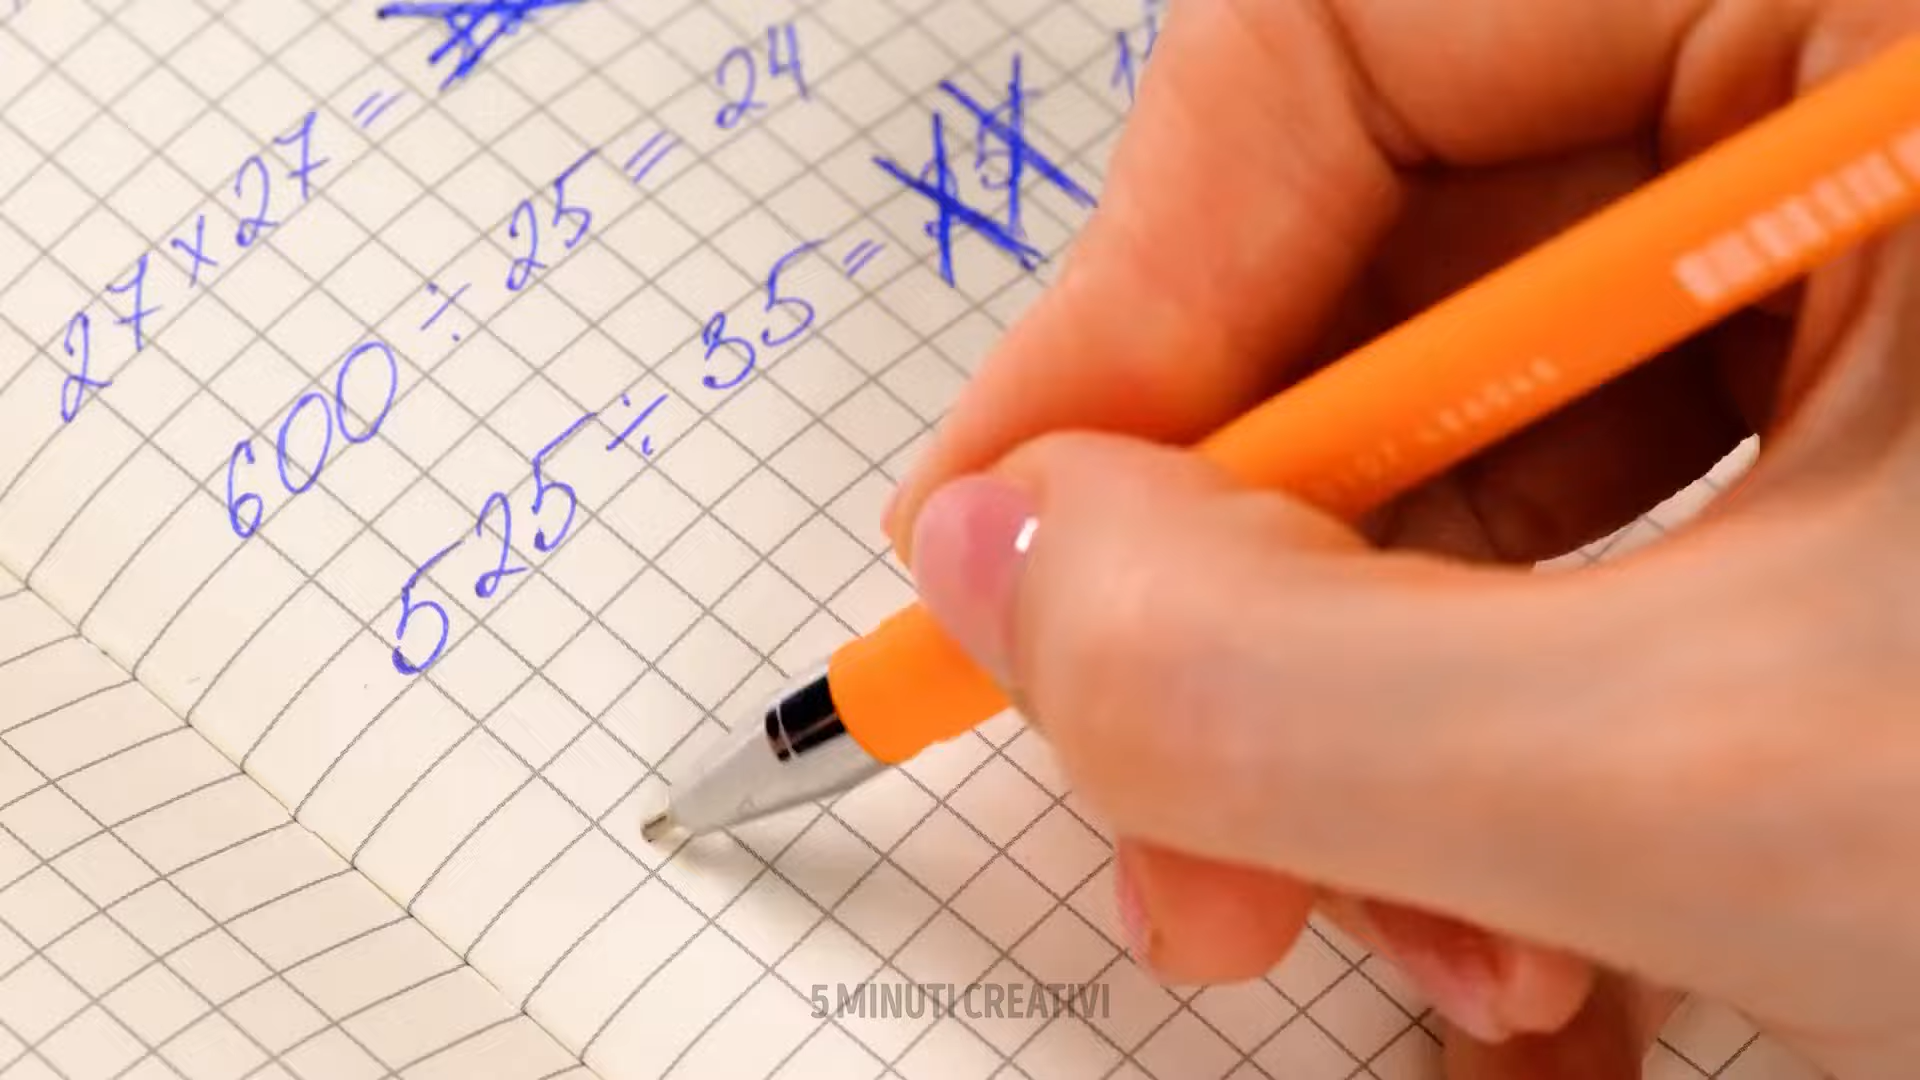 27 × 27 =
600 ÷ 25 = 24
525 ÷ 35 =
5 MINUTI CREATIVI